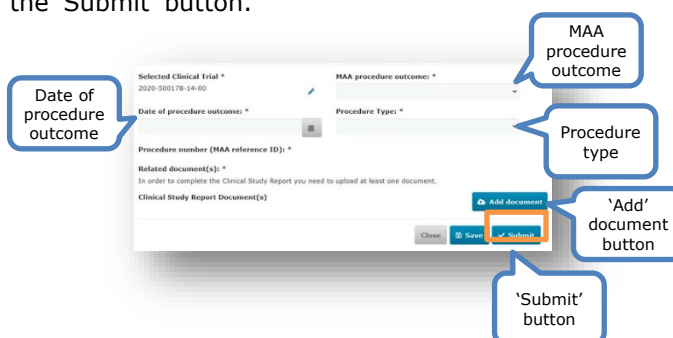 the 'Submit' button.
MAA
procedure
outcome
Selected Clinical Trial *
2020-500178-14-00
MAA procedure outcome: *
Date of
procedure
outcome
Date of procedure outcome: *
Procedure Type: *
Procedure
type
Procedure number (MAA reference ID): *
Related document(s): *
In order to complete the Clinical Study Report you need to upload at least one document.
Clinical Study Report Document(s)
Add document
'Add'
document
button
Close
Save
Submit
'Submit'
button